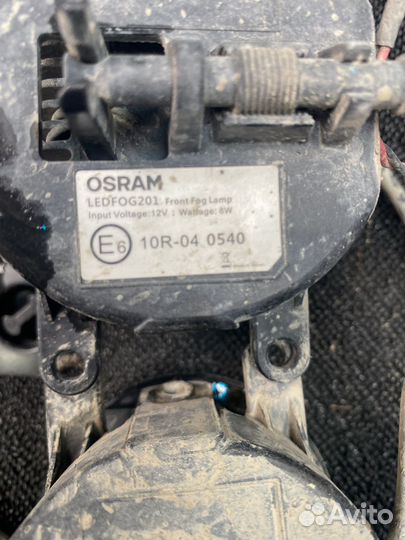 OSRAM
LEDFOG201 Front Fog Lamp
Input Voltage:12V | Wattage: 8W
E6 10R-04 0540
Avito